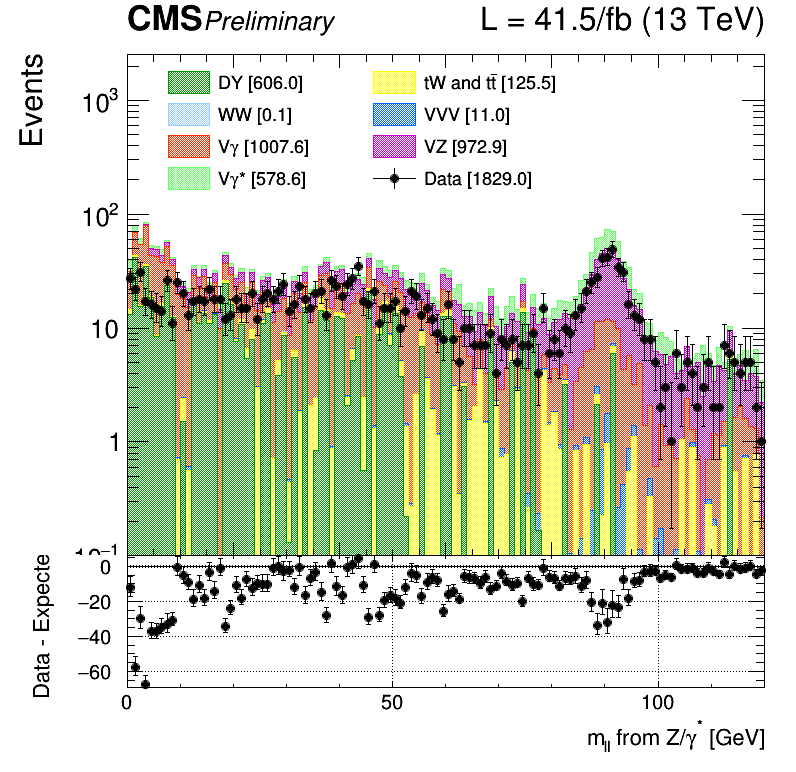 CMS Preliminary L = 41.5/fb (13 TeV)
Events
DY [606.0]
WW [0.1]
Vγ [1007.6]
Vγ* [578.6]
tW and tt̄ [125.5]
VVV [11.0]
VZ [972.9]
Data [1829.0]
10³
10²
10
1
10⁻¹
Data - Expecte
0
−20
−40
−60
0 50 100
m_ll from Z/γ* [GeV]